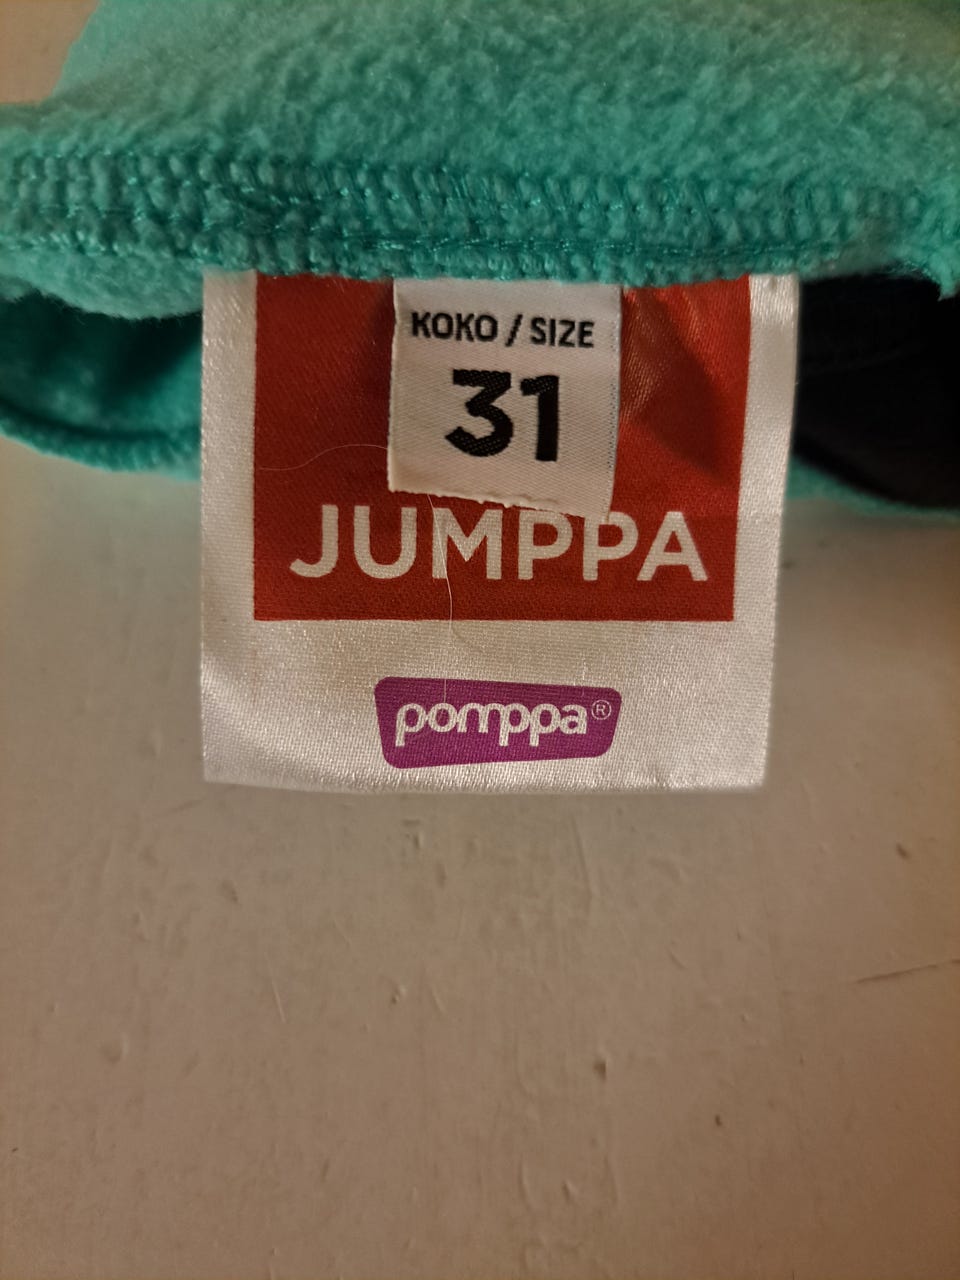 KOKO / SIZE
31
JUMPPA
pomppa®